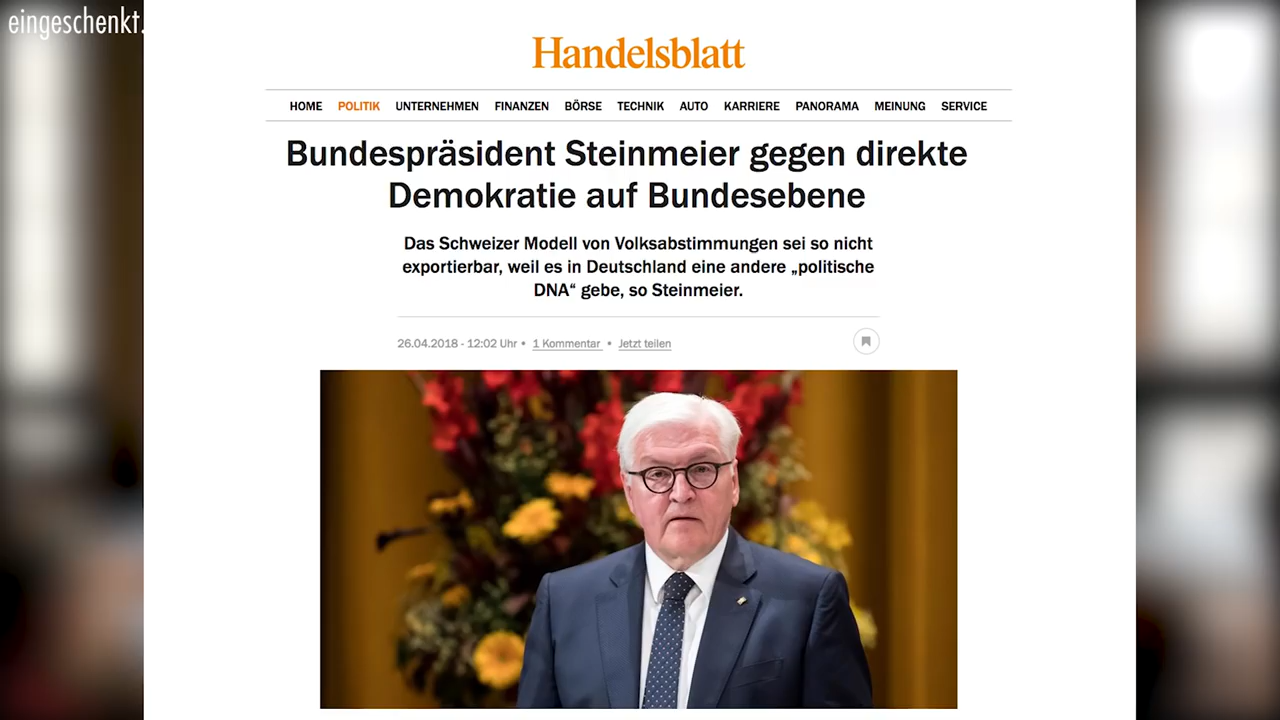 eingeschenkt.
Handelsblatt
HOME POLITIK UNTERNEHMEN FINANZEN BÖRSE TECHNIK AUTO KARRIERE PANORAMA MEINUNG SERVICE
Bundespräsident Steinmeier gegen direkte
Demokratie auf Bundesebene
Das Schweizer Modell von Volksabstimmungen sei so nicht
exportierbar, weil es in Deutschland eine andere „politische
DNA“ gebe, so Steinmeier.
26.04.2018 - 12:02 Uhr • 1 Kommentar • Jetzt teilen